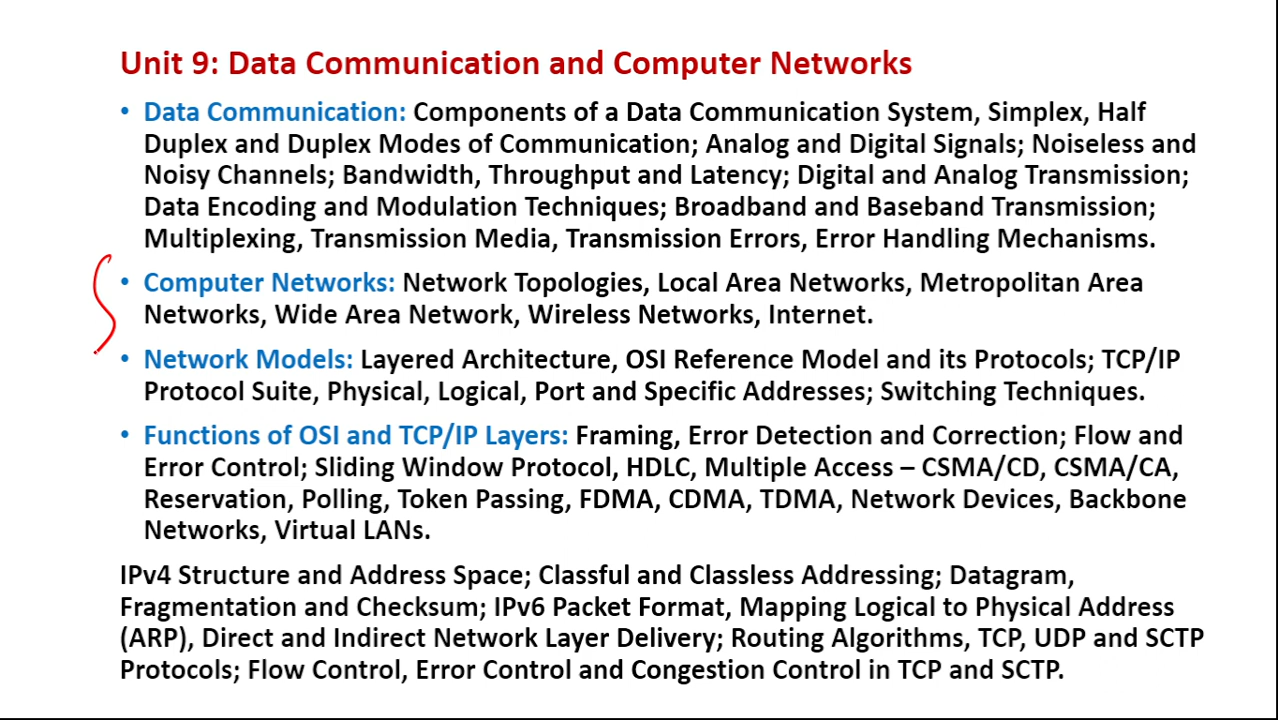 Unit 9: Data Communication and Computer Networks
• Data Communication: Components of a Data Communication System, Simplex, Half
Duplex and Duplex Modes of Communication; Analog and Digital Signals; Noiseless and
Noisy Channels; Bandwidth, Throughput and Latency; Digital and Analog Transmission;
Data Encoding and Modulation Techniques; Broadband and Baseband Transmission;
Multiplexing, Transmission Media, Transmission Errors, Error Handling Mechanisms.
• Computer Networks: Network Topologies, Local Area Networks, Metropolitan Area
Networks, Wide Area Network, Wireless Networks, Internet.
• Network Models: Layered Architecture, OSI Reference Model and its Protocols; TCP/IP
Protocol Suite, Physical, Logical, Port and Specific Addresses; Switching Techniques.
• Functions of OSI and TCP/IP Layers: Framing, Error Detection and Correction; Flow and
Error Control; Sliding Window Protocol, HDLC, Multiple Access – CSMA/CD, CSMA/CA,
Reservation, Polling, Token Passing, FDMA, CDMA, TDMA, Network Devices, Backbone
Networks, Virtual LANs.
IPv4 Structure and Address Space; Classful and Classless Addressing; Datagram,
Fragmentation and Checksum; IPv6 Packet Format, Mapping Logical to Physical Address
(ARP), Direct and Indirect Network Layer Delivery; Routing Algorithms, TCP, UDP and SCTP
Protocols; Flow Control, Error Control and Congestion Control in TCP and SCTP.